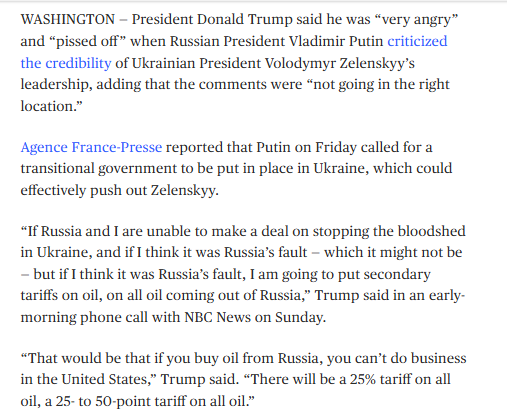 WASHINGTON — President Donald Trump said he was “very angry”
and “pissed off” when Russian President Vladimir Putin criticized
the credibility of Ukrainian President Volodymyr Zelenskyy’s
leadership, adding that the comments were “not going in the right
location.”
Agence France-Presse reported that Putin on Friday called for a
transitional government to be put in place in Ukraine, which could
effectively push out Zelenskyy.
“If Russia and I are unable to make a deal on stopping the bloodshed
in Ukraine, and if I think it was Russia’s fault — which it might not be
— but if I think it was Russia’s fault, I am going to put secondary
tariffs on oil, on all oil coming out of Russia,” Trump said in an early-
morning phone call with NBC News on Sunday.
“That would be that if you buy oil from Russia, you can’t do business
in the United States,” Trump said. “There will be a 25% tariff on all
oil, a 25- to 50-point tariff on all oil.”